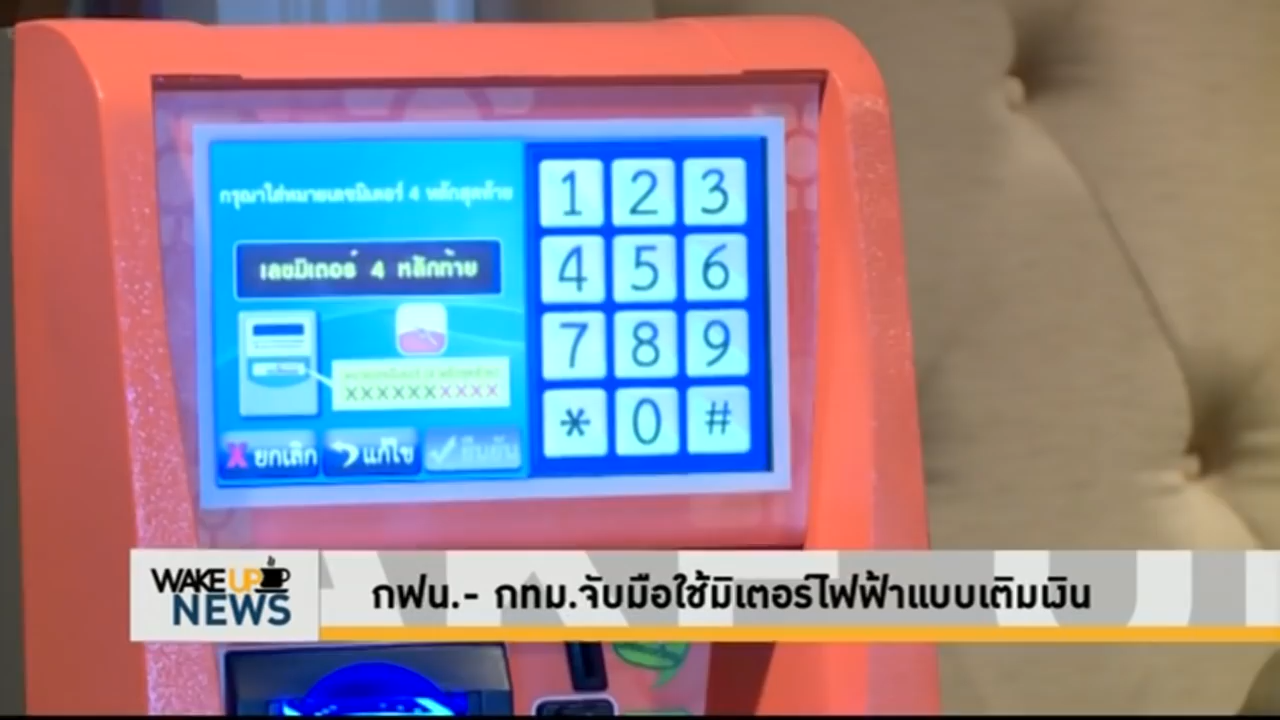 กรุณาใส่หมายเลขมิเตอร์ 4 หลักสุดท้าย
เลขมิเตอร์ 4 หลักท้าย
XXXXXXXXXX
ยกเลิก
แก้ไข
ยืนยัน
1 2 3
4 5 6
7 8 9
* 0 #
WAKE UP
NEWS
กฟน.- กทม.จับมือใช้มิเตอร์ไฟฟ้าแบบเติมเงิน